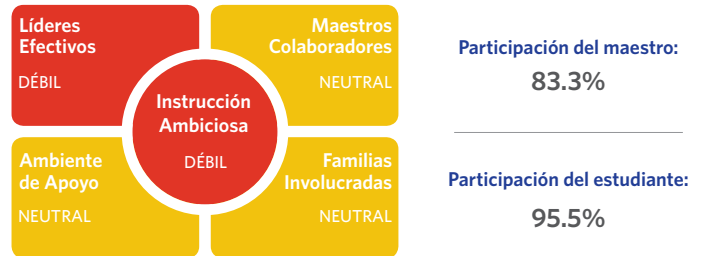 Líderes
Efectivos
DÉBIL
Maestros
Colaboradores
NEUTRAL
Instrucción
Ambiciosa
DÉBIL
Ambiente
de Apoyo
NEUTRAL
Familias
Involucradas
NEUTRAL
Participación del maestro:
83.3%
Participación del estudiante:
95.5%